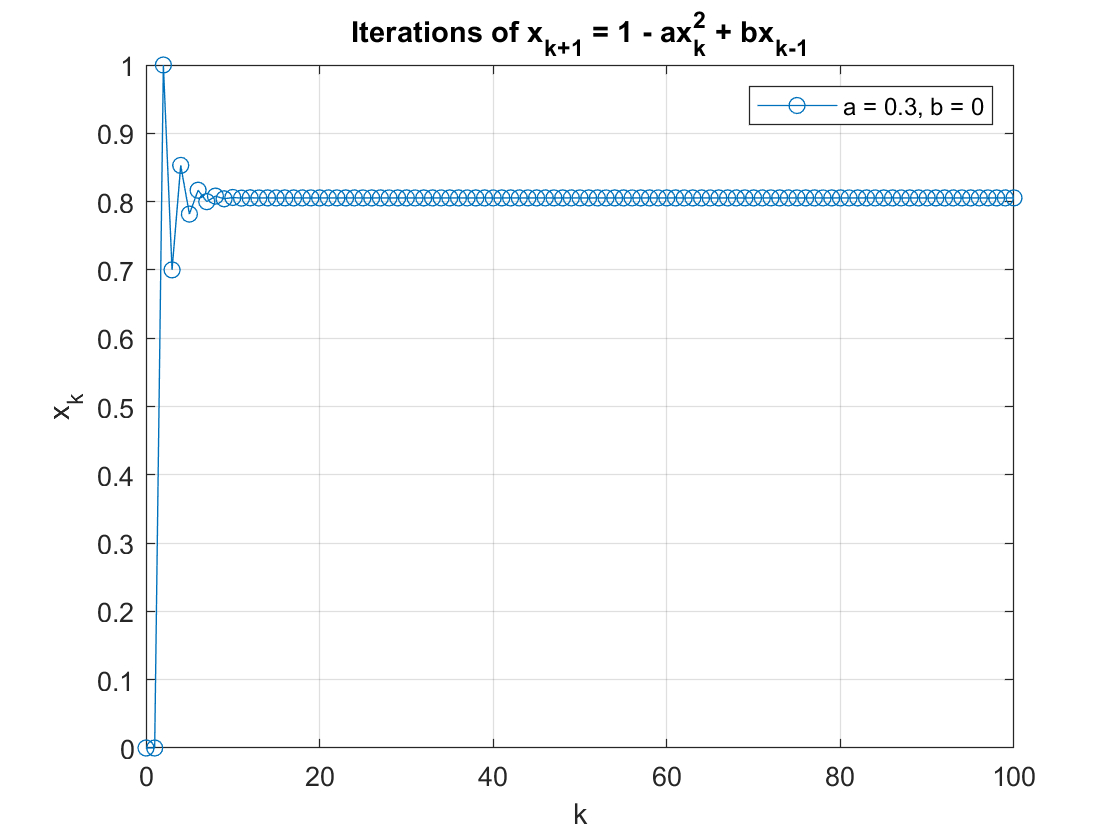 Iterations of x_{k+1} = 1 - ax_k^2 + bx_{k-1}
a = 0.3, b = 0
1
0.9
0.8
0.7
0.6
0.5
0.4
0.3
0.2
0.1
0
x_k
0 20 40 60 80 100
k